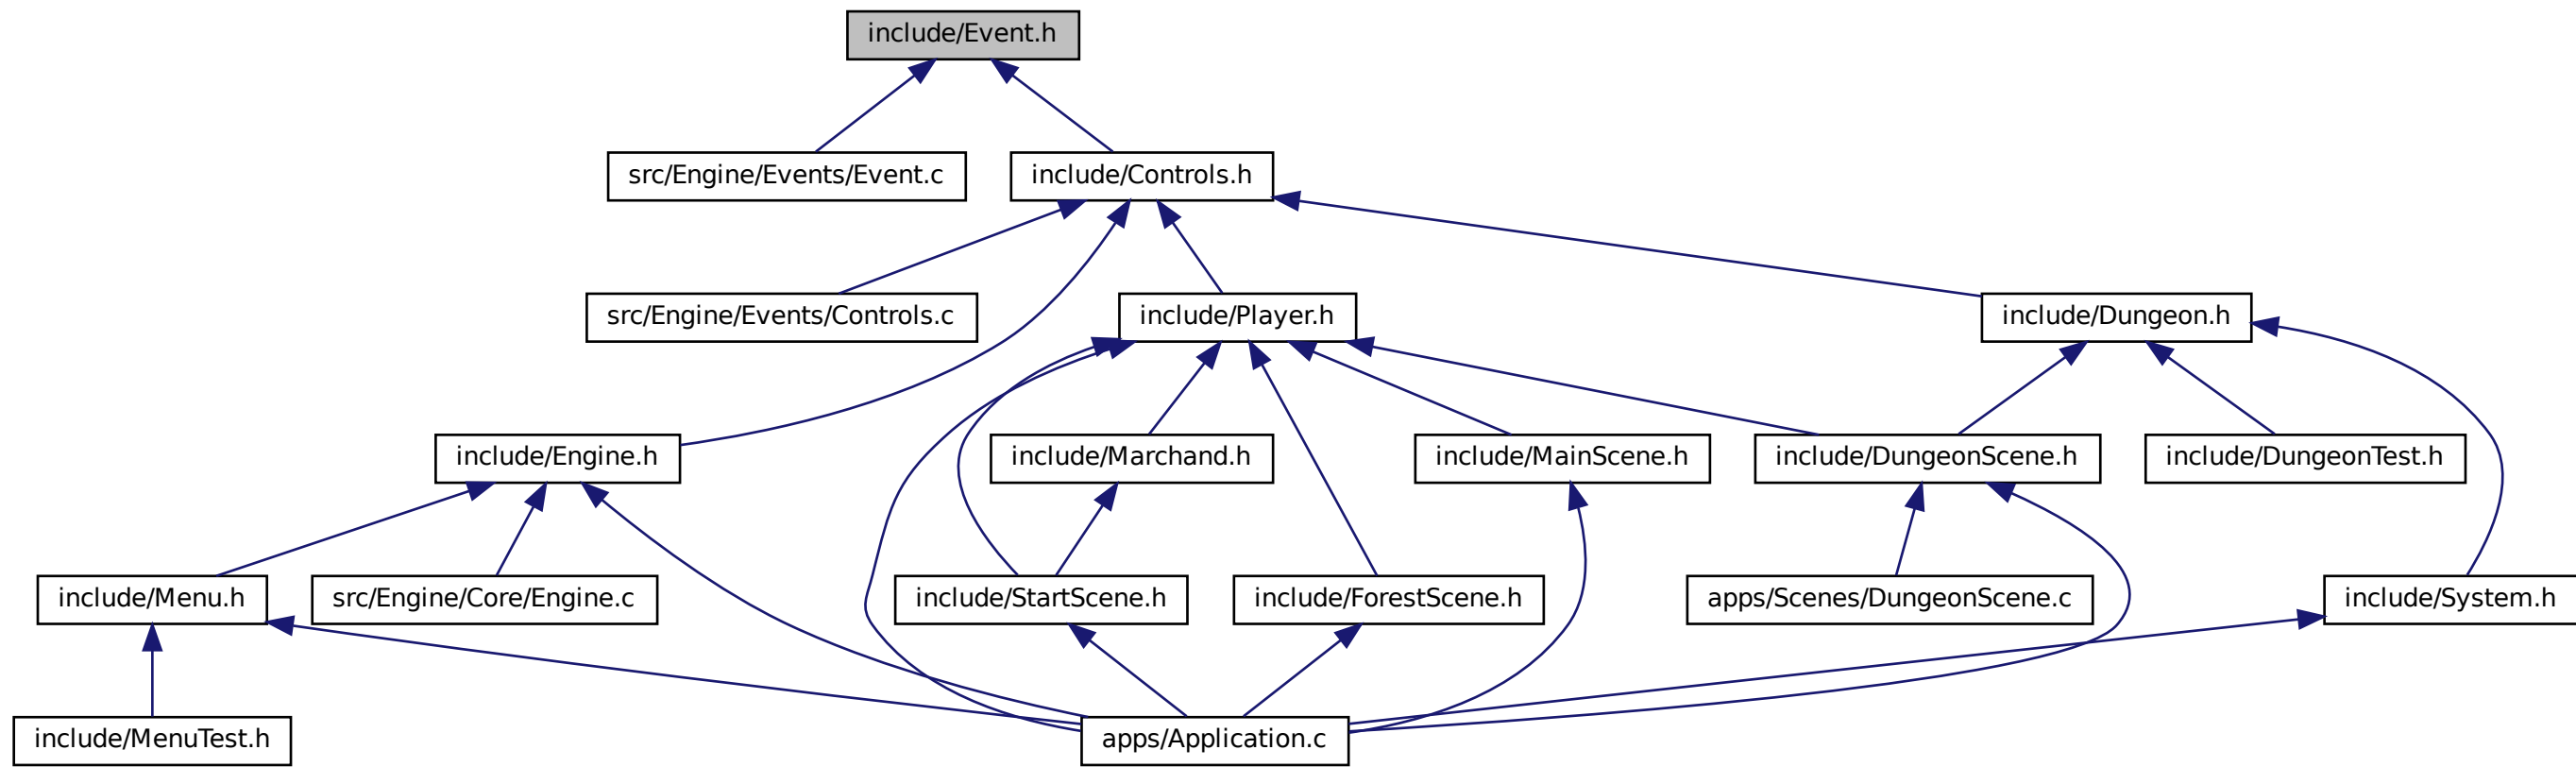 include/Event.h
src/Engine/Events/Event.c
include/Controls.h
src/Engine/Events/Controls.c
include/Player.h
include/Dungeon.h
include/Engine.h
include/Marchand.h
include/MainScene.h
include/DungeonScene.h
include/DungeonTest.h
include/Menu.h
src/Engine/Core/Engine.c
include/StartScene.h
include/ForestScene.h
apps/Scenes/DungeonScene.c
include/System.h
include/MenuTest.h
apps/Application.c